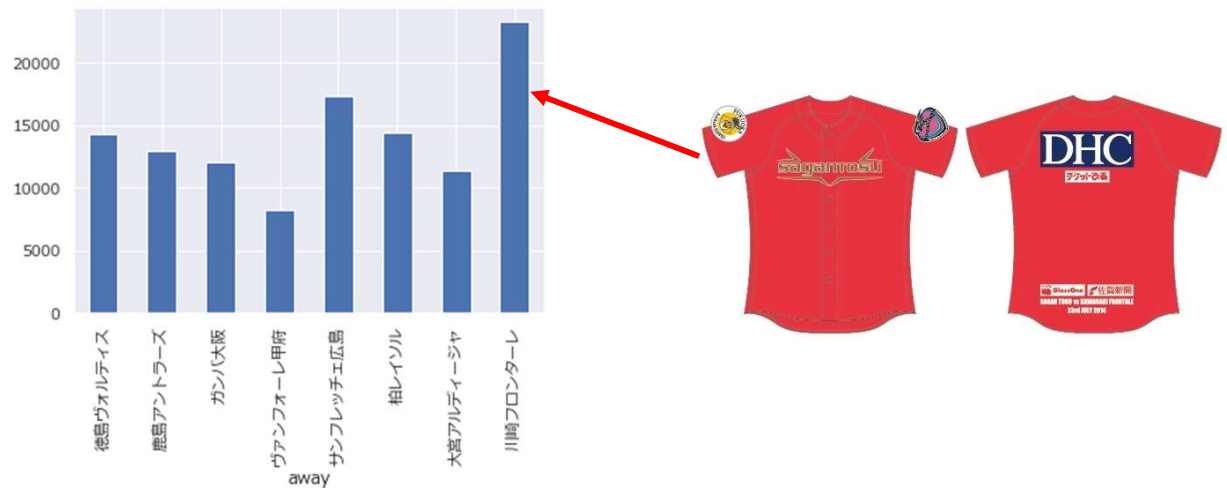 20000
15000
10000
5000
0
徳島ヴォルティス
鹿島アントラーズ
ガンバ大阪
ヴァンフォーレ甲府
サンフレッチェ広島
柏レイソル
大宮アルディージャ
川崎フロンターレ
away
sagantosu
DHC
チケットぴあ
GlassOne 佐賀新聞
SAGAN TOSU vs KAWASAKI FRONTALE
23rd JULY 2014